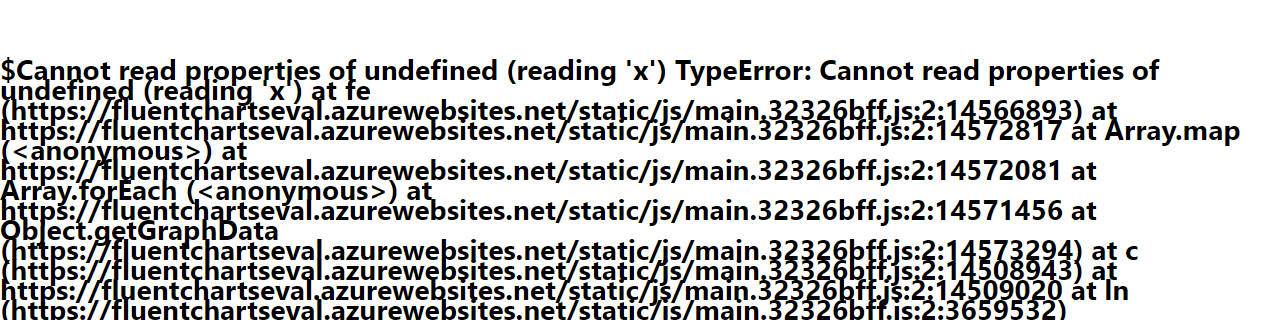 $Cannot read properties of undefined (reading 'x') TypeError: Cannot read properties of
undefined (reading 'x') at fe
(https://fluentchartseval.azurewebsites.net/static/js/main.32326bff.js:2:14566893) at
https://fluentchartseval.azurewebsites.net/static/js/main.32326bff.js:2:14572817 at Array.map
(<anonymous>) at
https://fluentchartseval.azurewebsites.net/static/js/main.32326bff.js:2:14572081 at
Array.forEach (<anonymous>) at
https://fluentchartseval.azurewebsites.net/static/js/main.32326bff.js:2:14571456 at
Object.getGraphData
(https://fluentchartseval.azurewebsites.net/static/js/main.32326bff.js:2:14573294) at c
(https://fluentchartseval.azurewebsites.net/static/js/main.32326bff.js:2:14508943) at
https://fluentchartseval.azurewebsites.net/static/js/main.32326bff.js:2:14509020 at ln
(https://fluentchartseval.azurewebsites.net/static/js/main.32326bff.js:2:3659532)